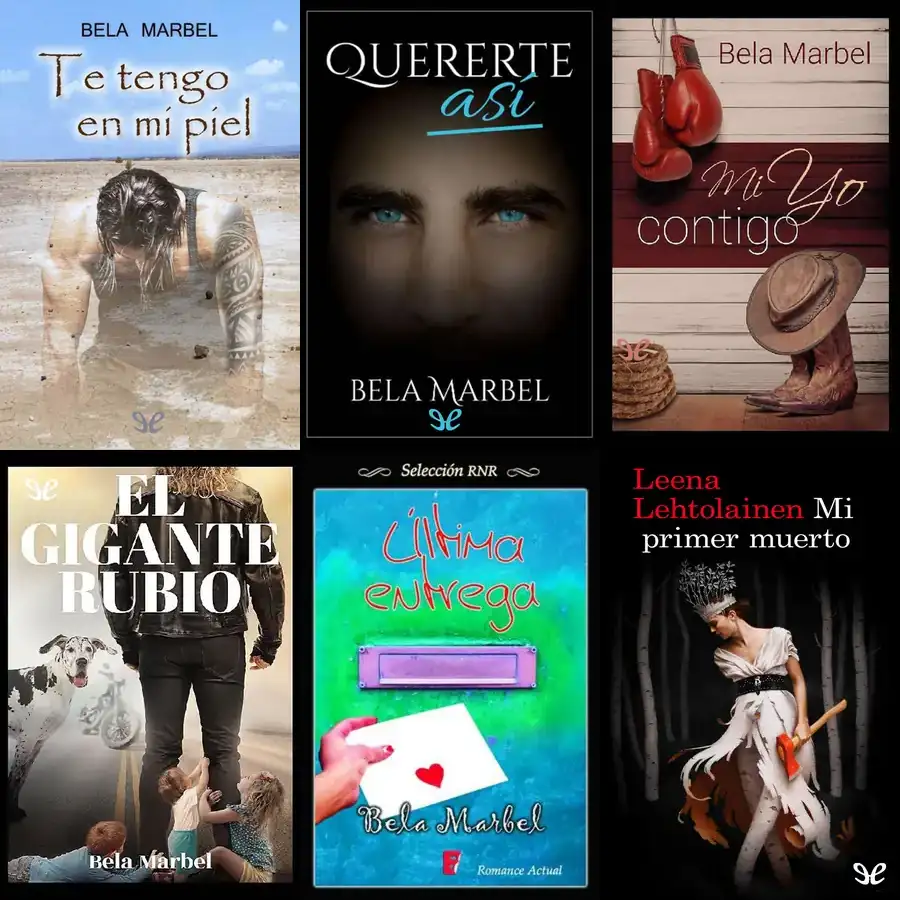 BELA MARBEL
Te tengo
en mi piel
QUERERTE
así
BELA MARBEL
Bela Marbel
Mi Yo
contigo
EL
GIGANTE
RUBIO
Bela Marbel
Selección RNR
Última
entrega
Bela Marbel
Romance Actual
Leena
Lehtolainen Mi
primer muerto